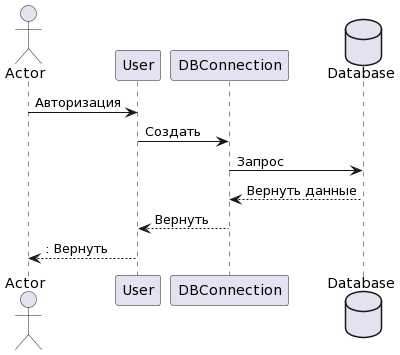 Actor
User
DBConnection
Database
Авторизация
Создать
Запрос
Вернуть данные
Вернуть
: Вернуть
Actor
User
DBConnection
Database